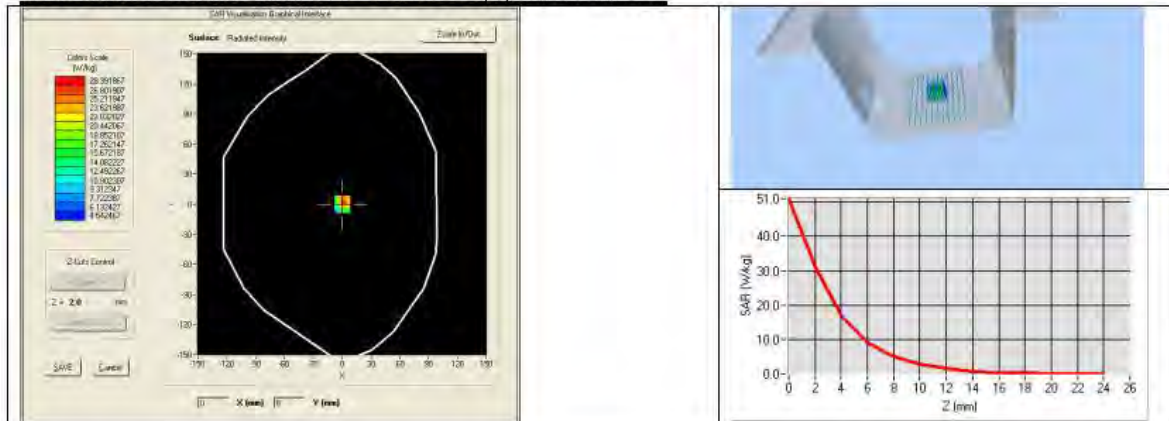 SAR Visualisation Graphical Interface
Surface: Radiated Intensity
Zoom In/Out
Colors Scale
(W/kg)
28.391867
26.801907
25.211947
23.621987
22.032027
20.442067
18.852107
17.262147
15.672187
14.082227
12.492267
10.902307
9.312347
7.722387
6.132427
4.542467
150
120
90
60
30
0
-30
-60
-90
-120
-150
-150 -120 -90 -60 -30 0 30 60 90 120 150
X
Z-Cuts Control
Z = 2.0 mm
SAVE Cancel
0 X (mm) 6 Y (mm)
51.0
40.0
30.0
20.0
10.0
0.0
SAR (W/kg)
0 2 4 6 8 10 12 14 16 18 20 22 24 26
Z (mm)